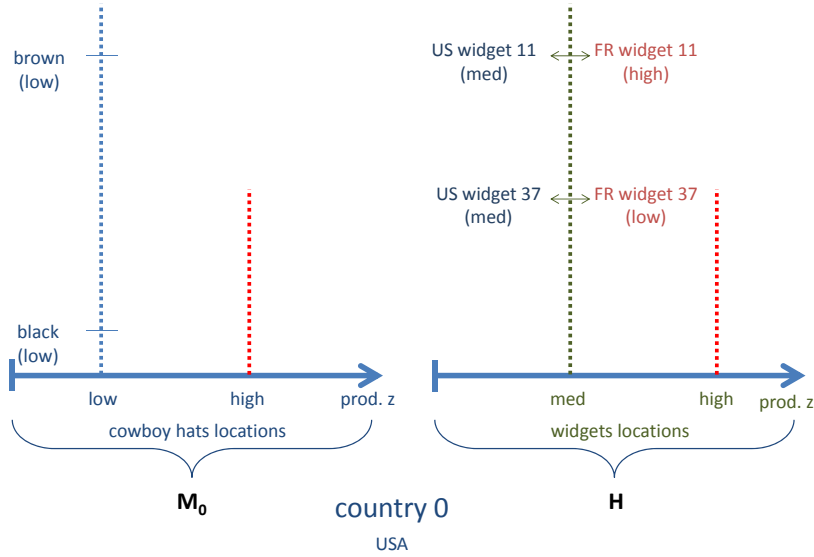 brown
(low)
black
(low)
low
high
prod. z
cowboy hats locations
M0
US widget 11
(med)
FR widget 11
(high)
US widget 37
(med)
FR widget 37
(low)
med
high
prod. z
widgets locations
H
country 0
USA